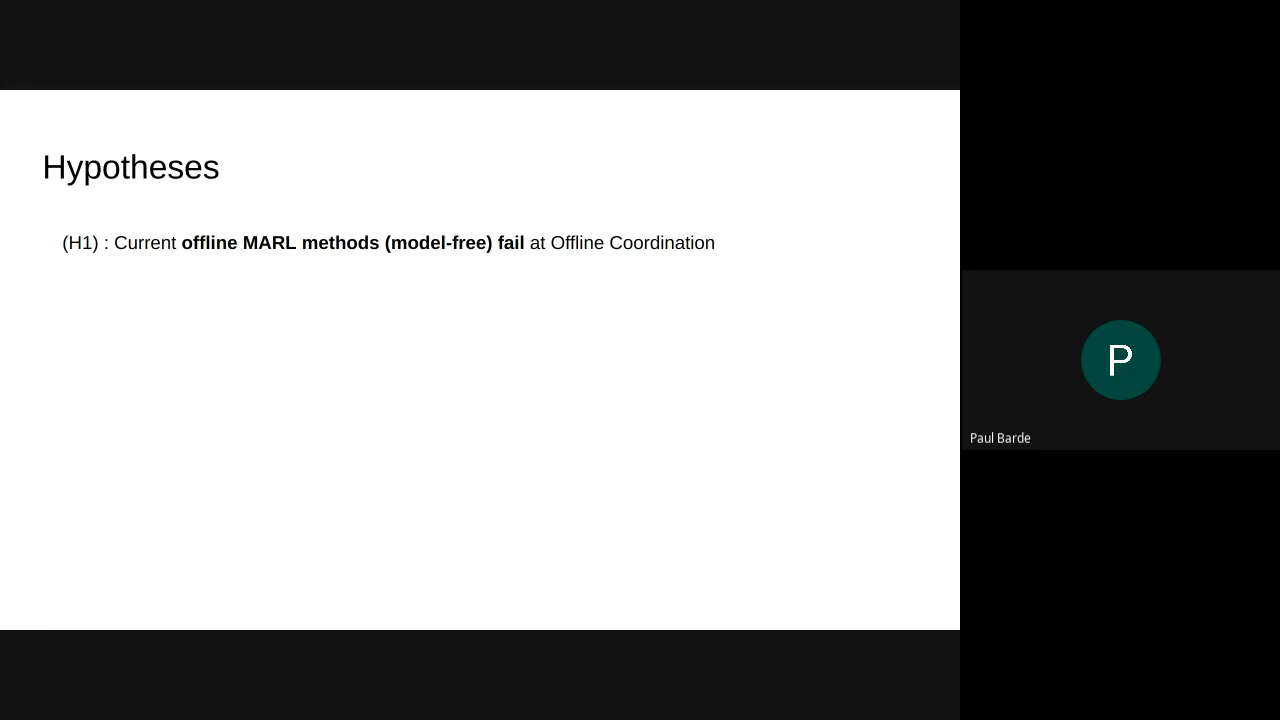 Hypotheses
(H1) : Current offline MARL methods (model-free) fail at Offline Coordination
P
Paul Barde